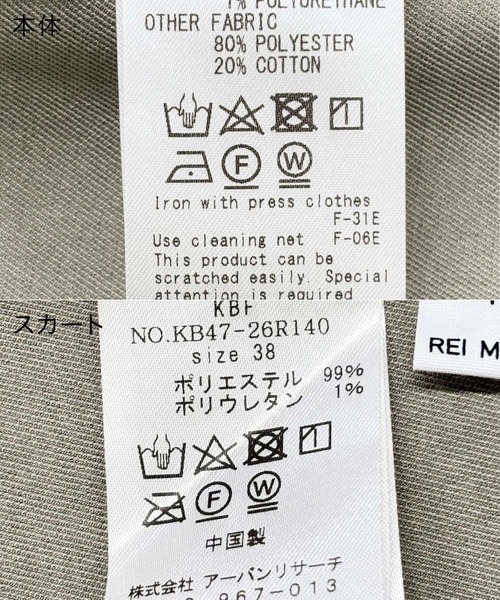 本体
1% POLYURETHANE
OTHER FABRIC
80% POLYESTER
20% COTTON
F W
Iron with press clothes
F-31E
Use cleaning net F-06E
This product can be
scratched easily. Special
attention is required
スカート
KBF
NO.KB47-26R140
size 38
ポリエステル 99%
ポリウレタン 1%
F W
中国製
株式会社 アーバンリサーチ
967-013
REI M